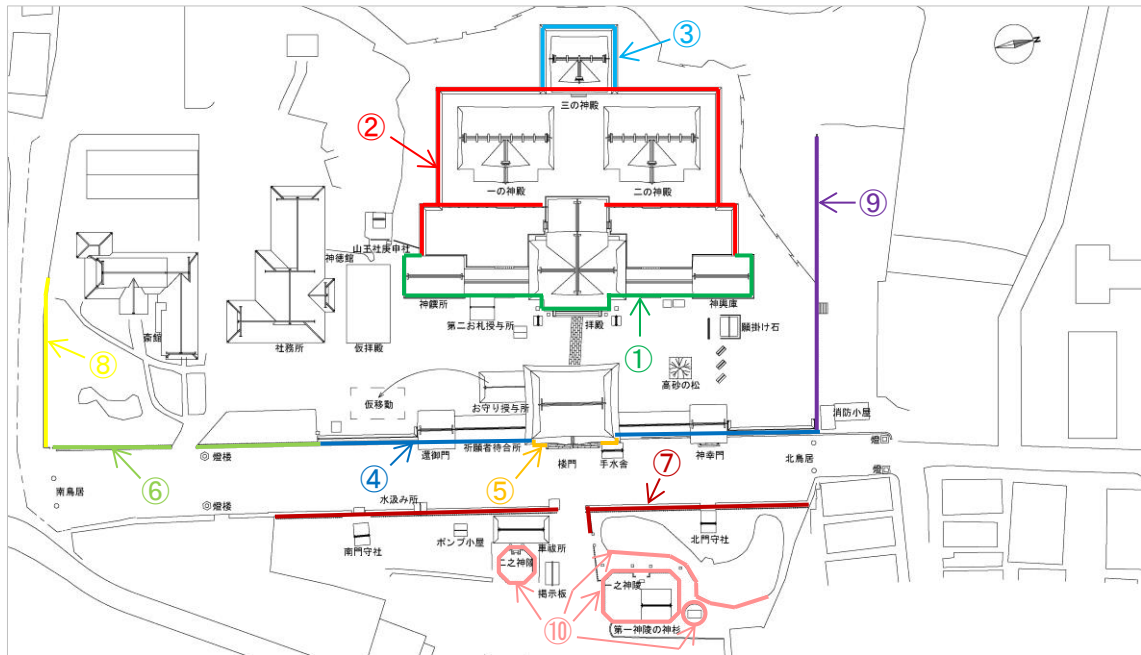 ③
N
三の神殿
②
一の神殿
二の神殿
⑨
山王社庚申社
神徳館
神饌所
神輿庫
第二お札授与所
拝殿
願掛け石
斎館
社務所
仮拝殿
①
⑧
高砂の松
仮移動
お守り授与所
消防小屋
祈願者待合所
還御門
楼門
手水舎
神幸門
北鳥居
燈
燈楼
④
⑤
⑦
⑥
南鳥居
燈
燈楼
水汲み所
南門守社
ポンプ小屋
車祓所
北門守社
二之神陵
掲示板
一之神陵
⑩
(第一神陵の神杉